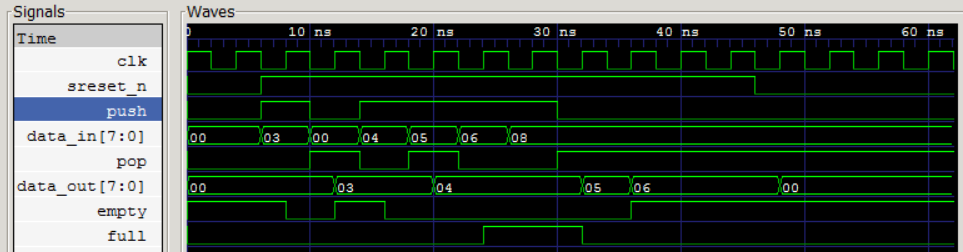 Signals
Waves
Time
0 10 ns 20 ns 30 ns 40 ns 50 ns 60 ns
clk
sreset_n
push
data_in[7:0] 00 03 00 04 05 06 08
pop
data_out[7:0] 00 03 04 05 06 00
empty
full